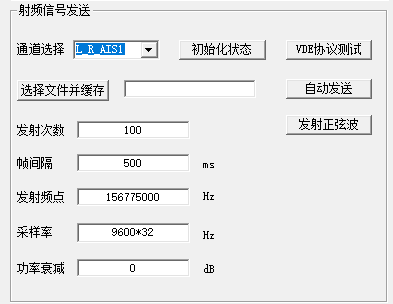 射频信号发送
通道选择 L_R_AIS1 初始化状态 VDE协议测试
选择文件并缓存 自动发送
发射正弦波
发射次数 100
帧间隔 500 ms
发射频点 156775000 Hz
采样率 9600*32 Hz
功率衰减 0 dB